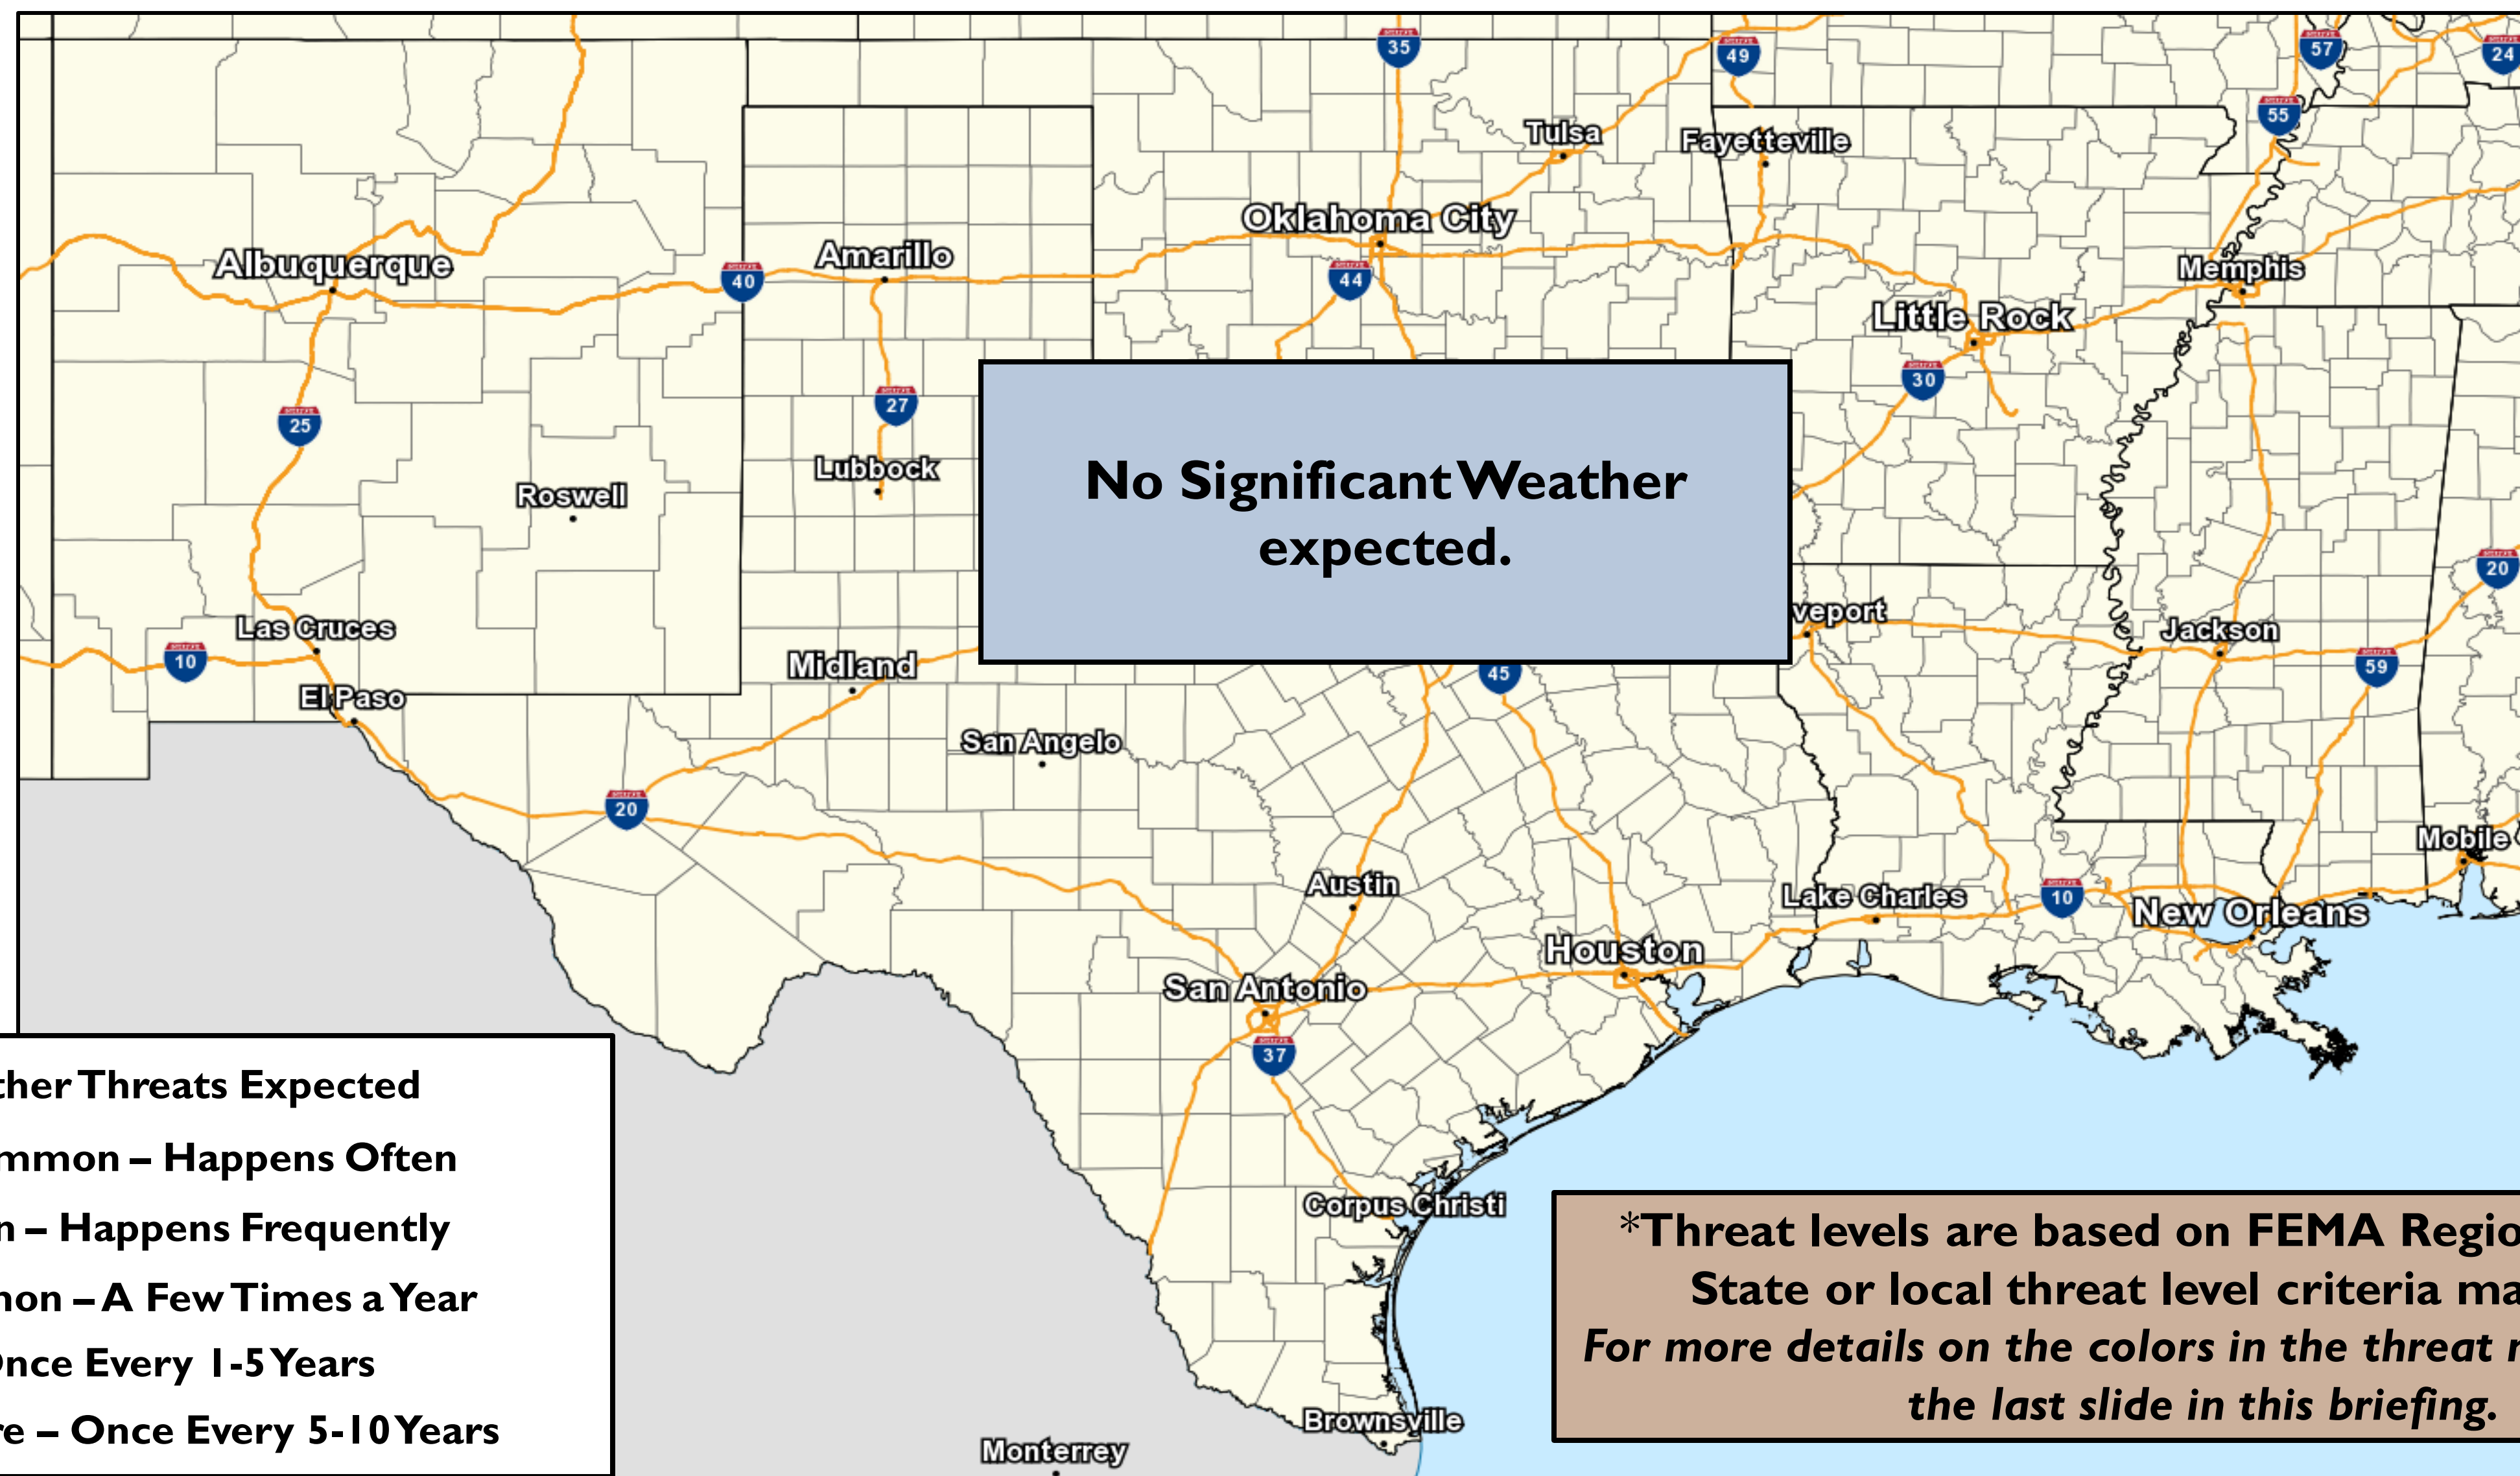 35
49
57
24
55
Tulsa
Fayetteville
Oklahoma City
Albuquerque
Amarillo
40
44
Memphis
Little Rock
30
27
25
Lubbock
Roswell
No Significant Weather
expected.
20
veport
Las Cruces
10
Jackson
Midland
45
59
El Paso
San Angelo
20
Mobile
Austin
Lake Charles
10
New Orleans
Houston
San Antonio
37
ther Threats Expected
mmon – Happens Often
n – Happens Frequently
non – A Few Times a Year
Once Every 1-5 Years
re – Once Every 5-10 Years
Corpus Christi
*Threat levels are based on FEMA Regio
State or local threat level criteria ma
For more details on the colors in the threat
the last slide in this briefing.
Brownsville
Monterrey